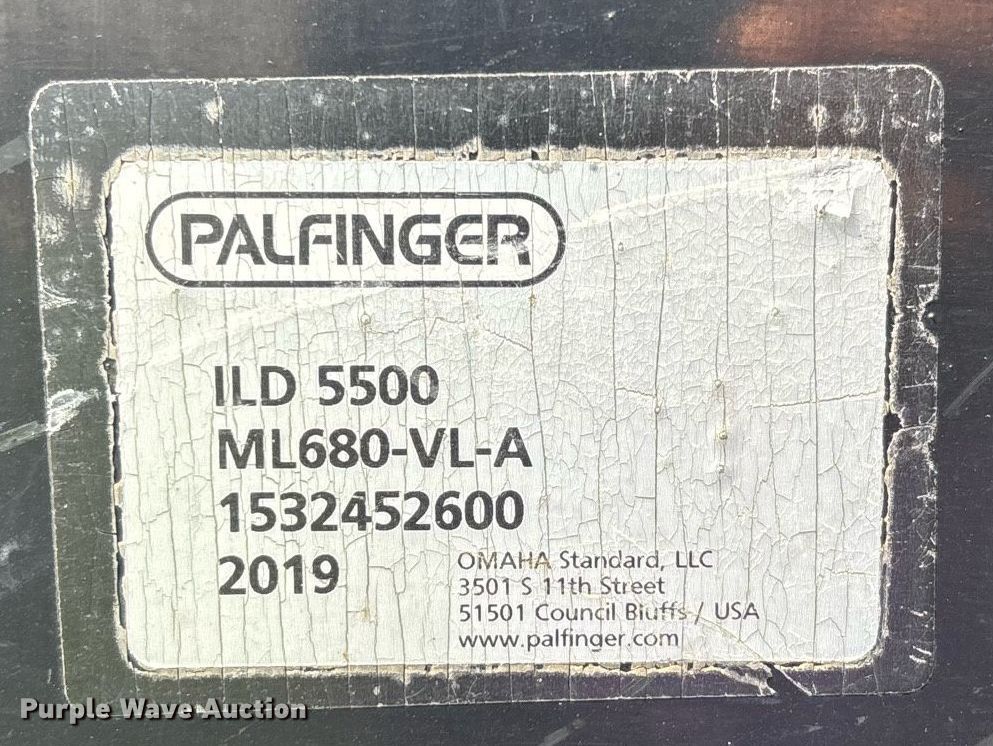 PALFINGER
ILD 5500
ML680-VL-A
1532452600
2019
OMAHA Standard, LLC
3501 S 11th Street
51501 Council Bluffs / USA
www.palfinger.com
Purple Wave Auction